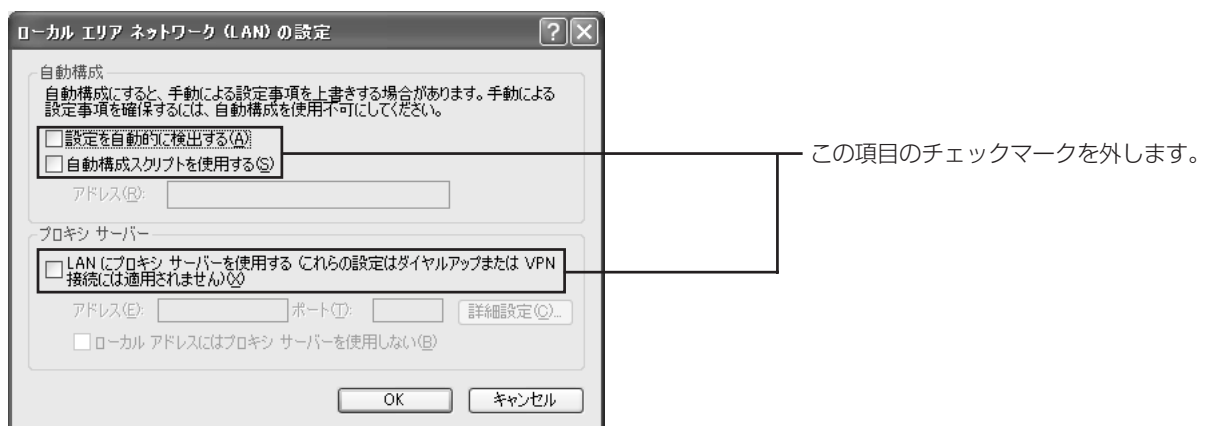 ローカル エリア ネットワーク (LAN) の設定
自動構成
自動構成にすると、手動による設定事項を上書きする場合があります。手動による
設定事項を確保するには、自動構成を使用不可にしてください。
設定を自動的に検出する(A)
自動構成スクリプトを使用する(S)
この項目のチェックマークを外します。
アドレス(R):
プロキシ サーバー
LAN にプロキシ サーバーを使用する (これらの設定はダイヤルアップまたは VPN
接続には適用されません)(X)
アドレス(E): ポート(T): 詳細設定(C)...
ローカル アドレスにはプロキシ サーバーを使用しない(B)
OK キャンセル